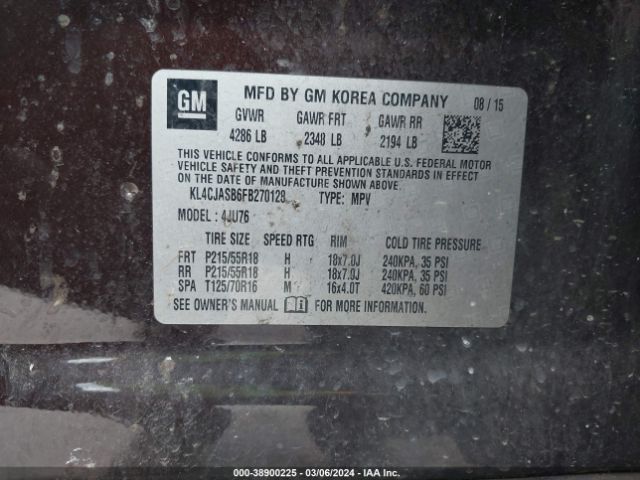 GM MFD BY GM KOREA COMPANY 08 / 15
GVWR GAWR FRT GAWR RR
4286 LB 2348 LB 2194 LB
THIS VEHICLE CONFORMS TO ALL APPLICABLE U.S. FEDERAL MOTOR
VEHICLE SAFETY AND THEFT PREVENTION STANDARDS IN EFFECT
ON THE DATE OF MANUFACTURE SHOWN ABOVE.
KL4CJASB6FB270128 TYPE: MPV
MODEL : 4JU76
TIRE SIZE SPEED RTG RIM COLD TIRE PRESSURE
FRT P215/55R18 H 18x7.0J 240KPA, 35 PSI
RR P215/55R18 H 18x7.0J 240KPA, 35 PSI
SPA T125/70R16 M 16x4.0T 420KPA, 60 PSI
SEE OWNER'S MANUAL FOR MORE INFORMATION.
000-38900225 - 03/06/2024 - IAA Inc.